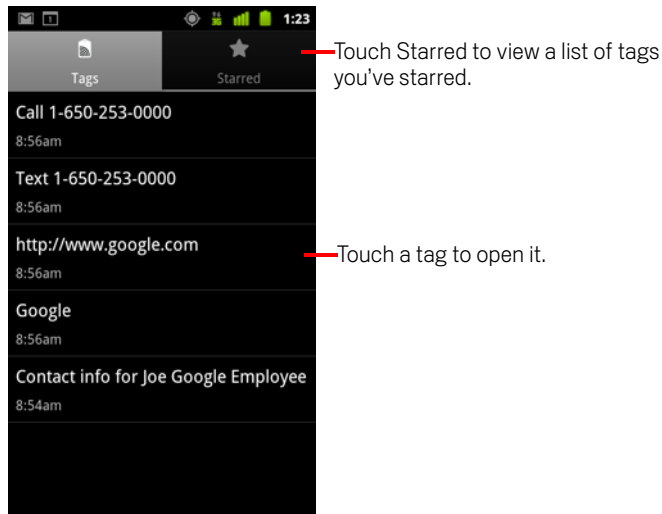 1
3G
1:23
Tags
Starred
Touch Starred to view a list of tags
you've starred.
Call 1-650-253-0000
8:56am
Text 1-650-253-0000
8:56am
http://www.google.com
8:56am
Touch a tag to open it.
Google
8:56am
Contact info for Joe Google Employee
8:54am